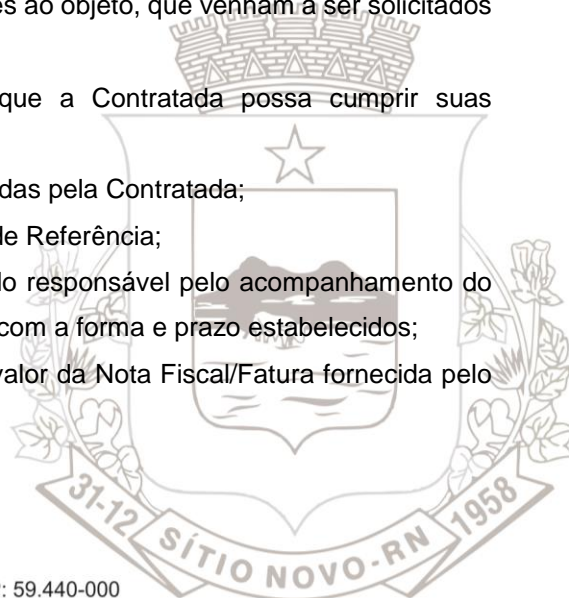 es ao objeto, que venham a ser solicitados
que a Contratada possa cumprir suas
das pela Contratada;
de Referência;
do responsável pelo acompanhamento do
com a forma e prazo estabelecidos;
valor da Nota Fiscal/Fatura fornecida pelo
31-12 SÍTIO NOVO-RN 1958
: 59.440-000